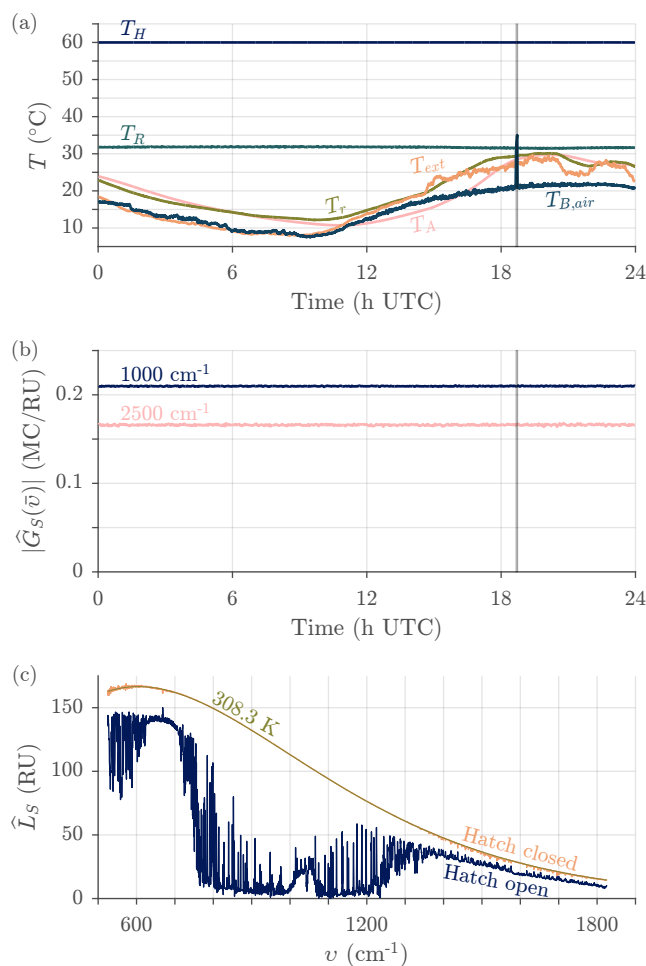 (a)
T_H
60
50
40
30
20
10
T (°C)
T_R
T_ext
T_r
T_A
T_B,air
0 6 12 18 24
Time (h UTC)
(b)
0.2
0.1
0
|Ĝ_S(ῡ)| (MC/RU)
1000 cm⁻¹
2500 cm⁻¹
0 6 12 18 24
Time (h UTC)
(c)
150
100
50
0
L̂_S (RU)
308.3 K
Hatch closed
Hatch open
600 1200 1800
υ (cm⁻¹)